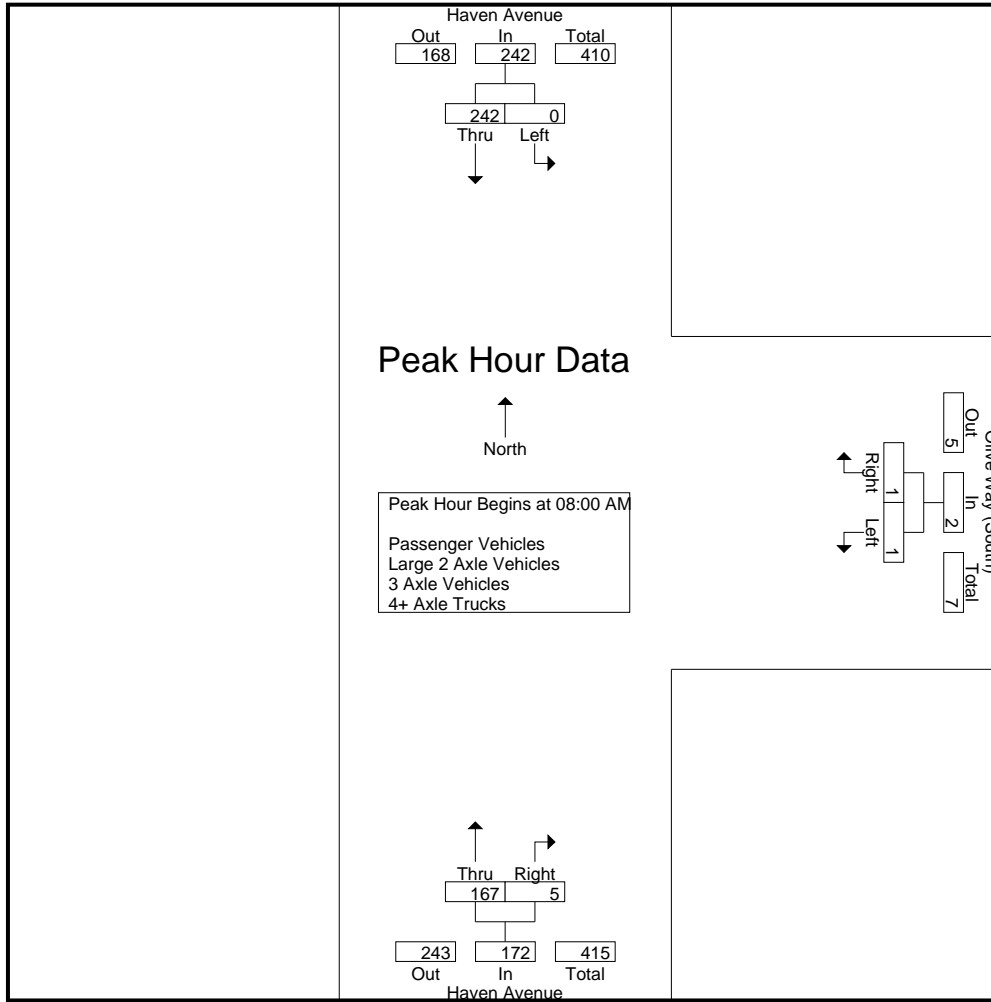 Haven Avenue
Out In Total
168 242 410
242 0
Thru Left
Peak Hour Data
North
Peak Hour Begins at 08:00 AM
Passenger Vehicles
Large 2 Axle Vehicles
3 Axle Vehicles
4+ Axle Trucks
Right Left
1 1
Out In Total
5 2 7
Olive Way (South)
Thru Right
167 5
243 172 415
Out In Total
Haven Avenue